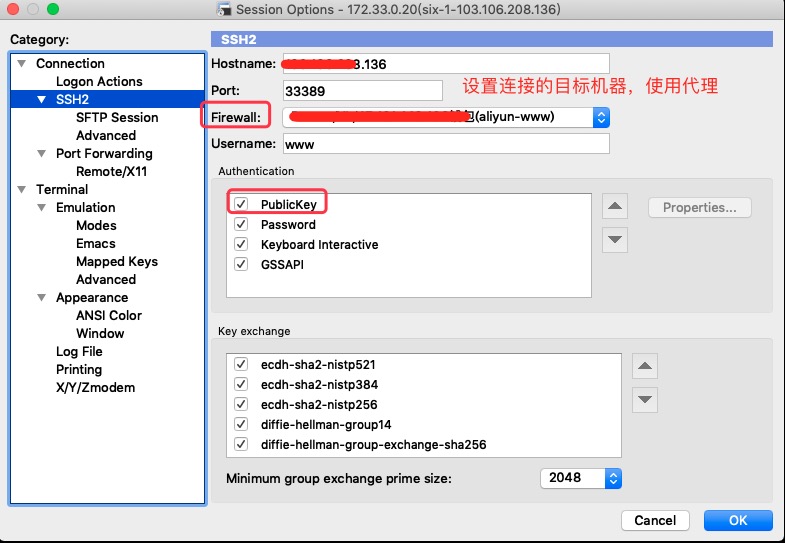 Session Options - 172.33.0.20(six-1-103.106.208.136)
Category:
Connection
Logon Actions
SSH2
SFTP Session
Advanced
Port Forwarding
Remote/X11
Terminal
Emulation
Modes
Emacs
Mapped Keys
Advanced
Appearance
ANSI Color
Window
Log File
Printing
X/Y/Zmodem
SSH2
Hostname: 3.136
Port: 33389
设置连接的目标机器，使用代理
Firewall: (aliyun-www)
Username: www
Authentication
PublicKey
Password
Keyboard Interactive
GSSAPI
Properties...
Key exchange
ecdh-sha2-nistp521
ecdh-sha2-nistp384
ecdh-sha2-nistp256
diffie-hellman-group14
diffie-hellman-group-exchange-sha256
Minimum group exchange prime size: 2048
Cancel
OK